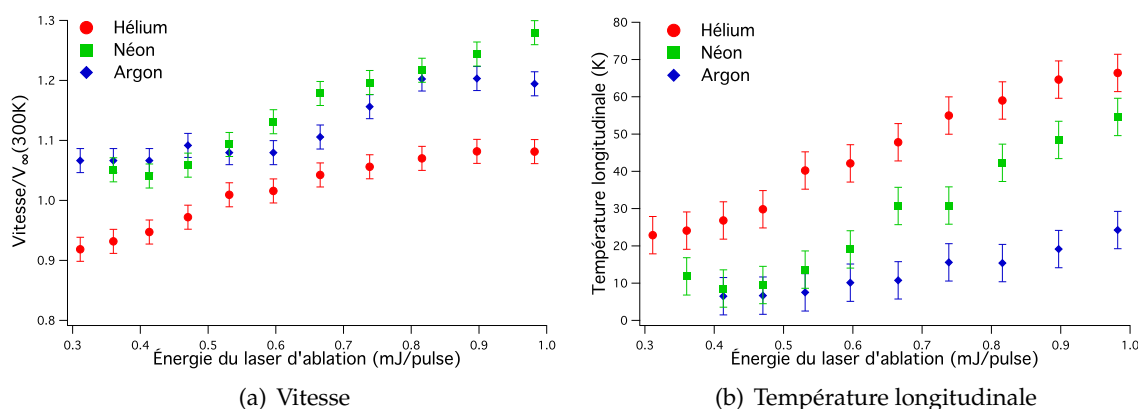 1.3
1.2
1.1
1.0
0.9
0.8
Vitesse/V∞(300K)
Hélium
Néon
Argon
0.3 0.4 0.5 0.6 0.7 0.8 0.9 1.0
Énergie du laser d'ablation (mJ/pulse)
(a) Vitesse
80
70
60
50
40
30
20
10
0
Température longitudinale (K)
Hélium
Néon
Argon
0.3 0.4 0.5 0.6 0.7 0.8 0.9 1.0
Énergie du laser d'ablation (mJ/pulse)
(b) Température longitudinale